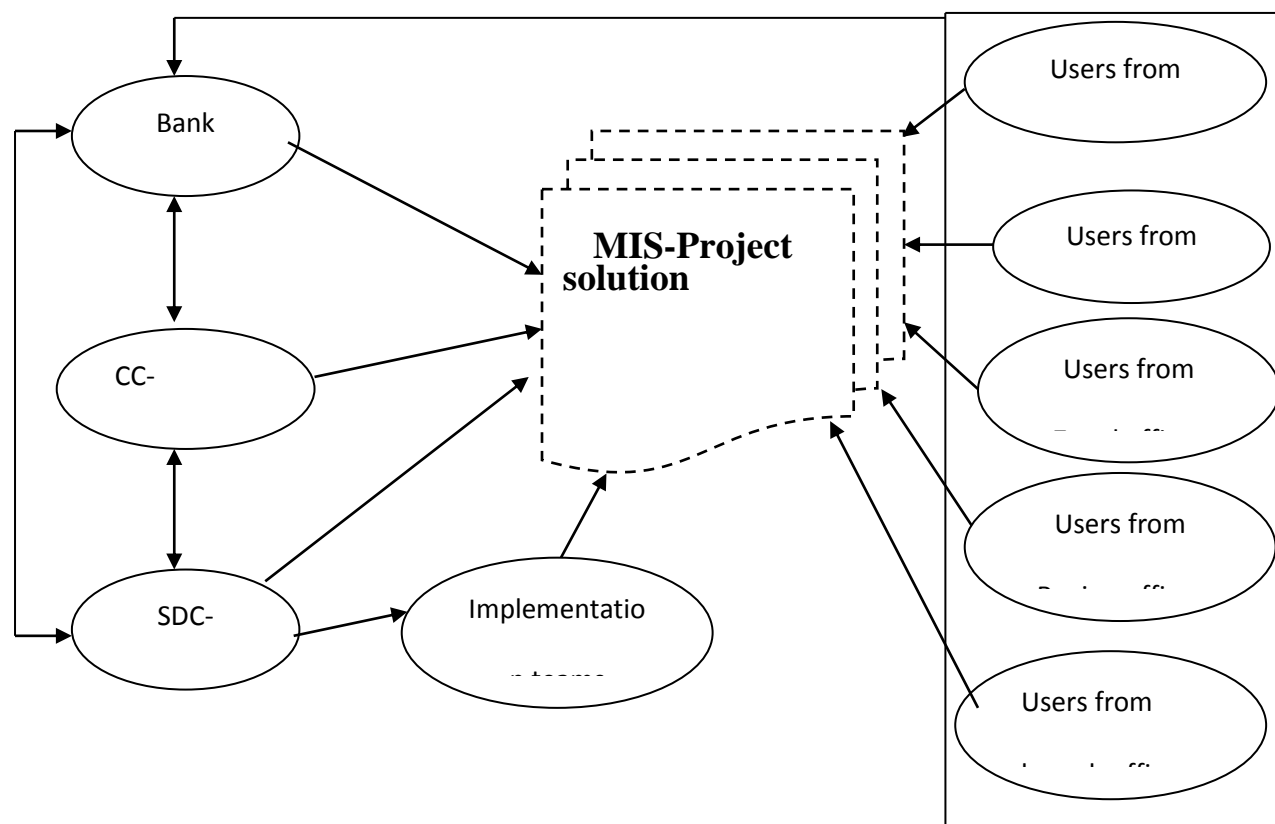 Users from
Bank
Users from
MIS-Project
solution
CC-
Users from
Users from
SDC-
Implementatio
Users from